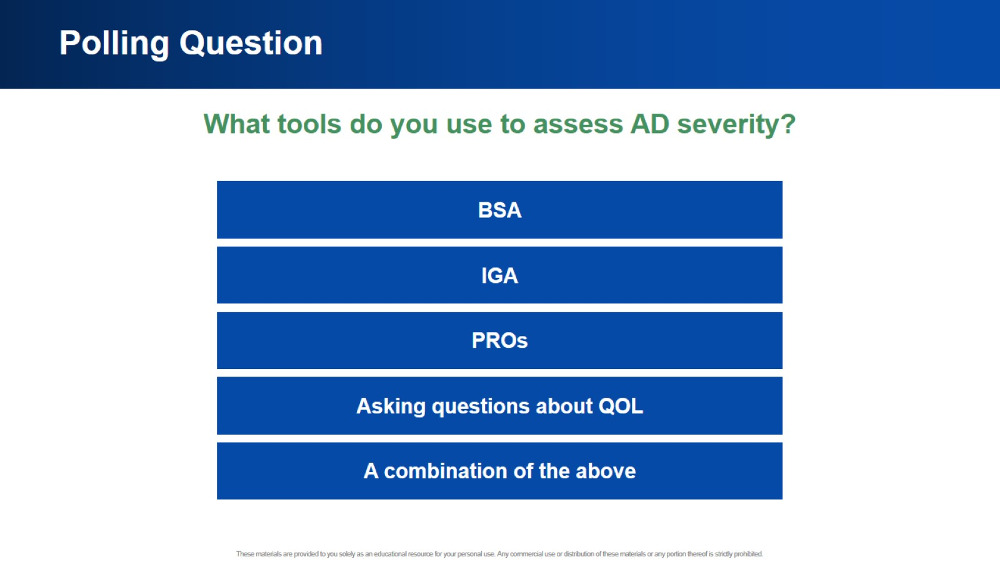 Polling Question
What tools do you use to assess AD severity?
BSA
IGA
PROs
Asking questions about QOL
A combination of the above
These materials are provided to you solely as an educational resource for your personal use. Any commercial use or distribution of these materials or any portion thereof is strictly prohibited.